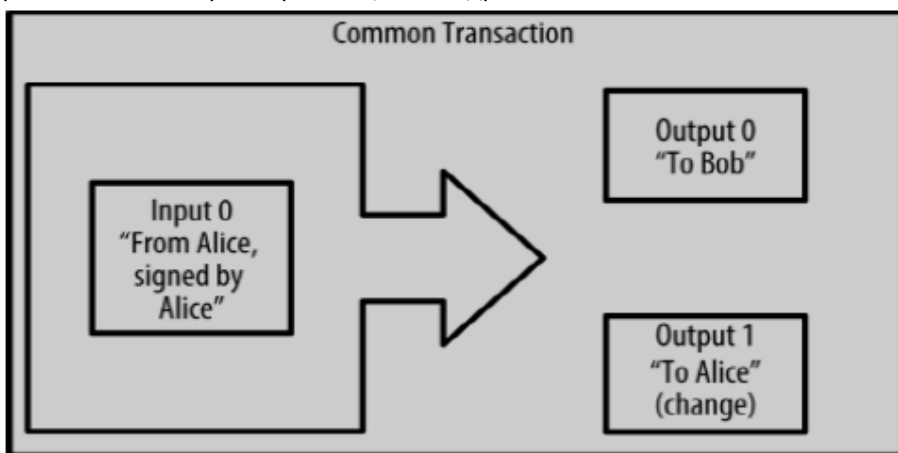 Common Transaction
Input 0
“From Alice,
signed by
Alice”
Output 0
“To Bob”
Output 1
“To Alice”
(change)